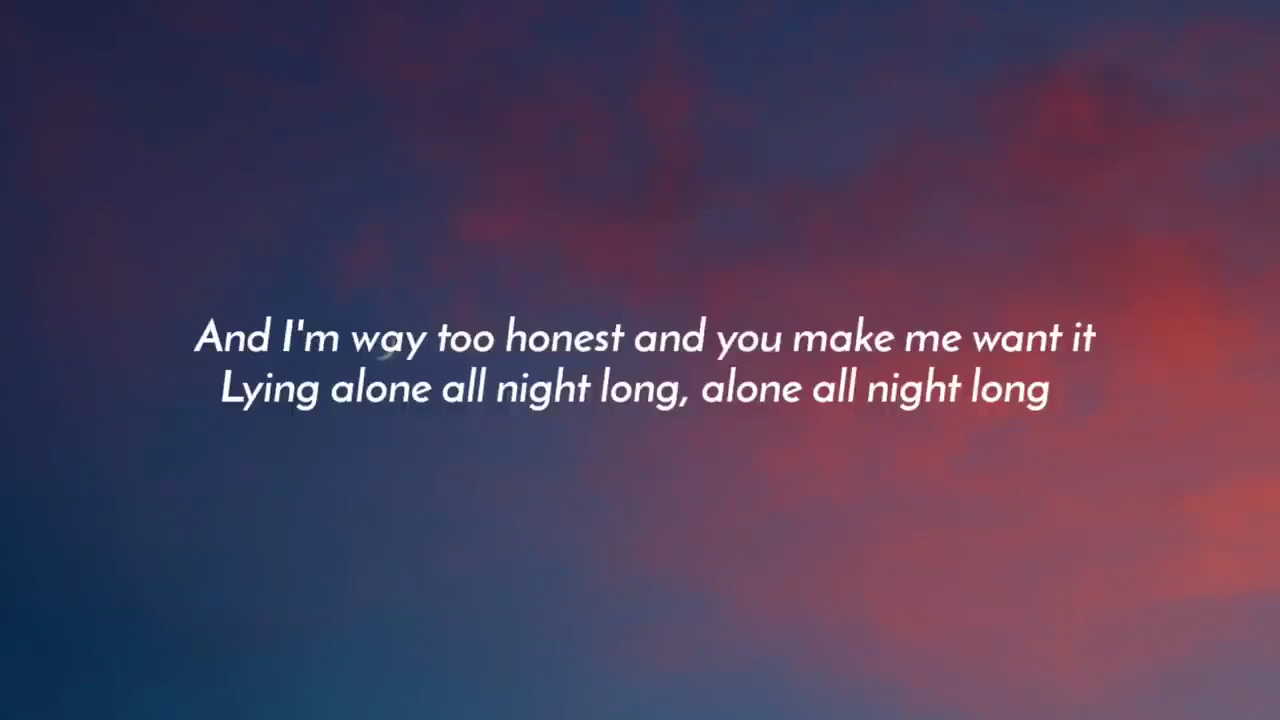 And I'm way too honest and you make me want it
Lying alone all night long, alone all night long